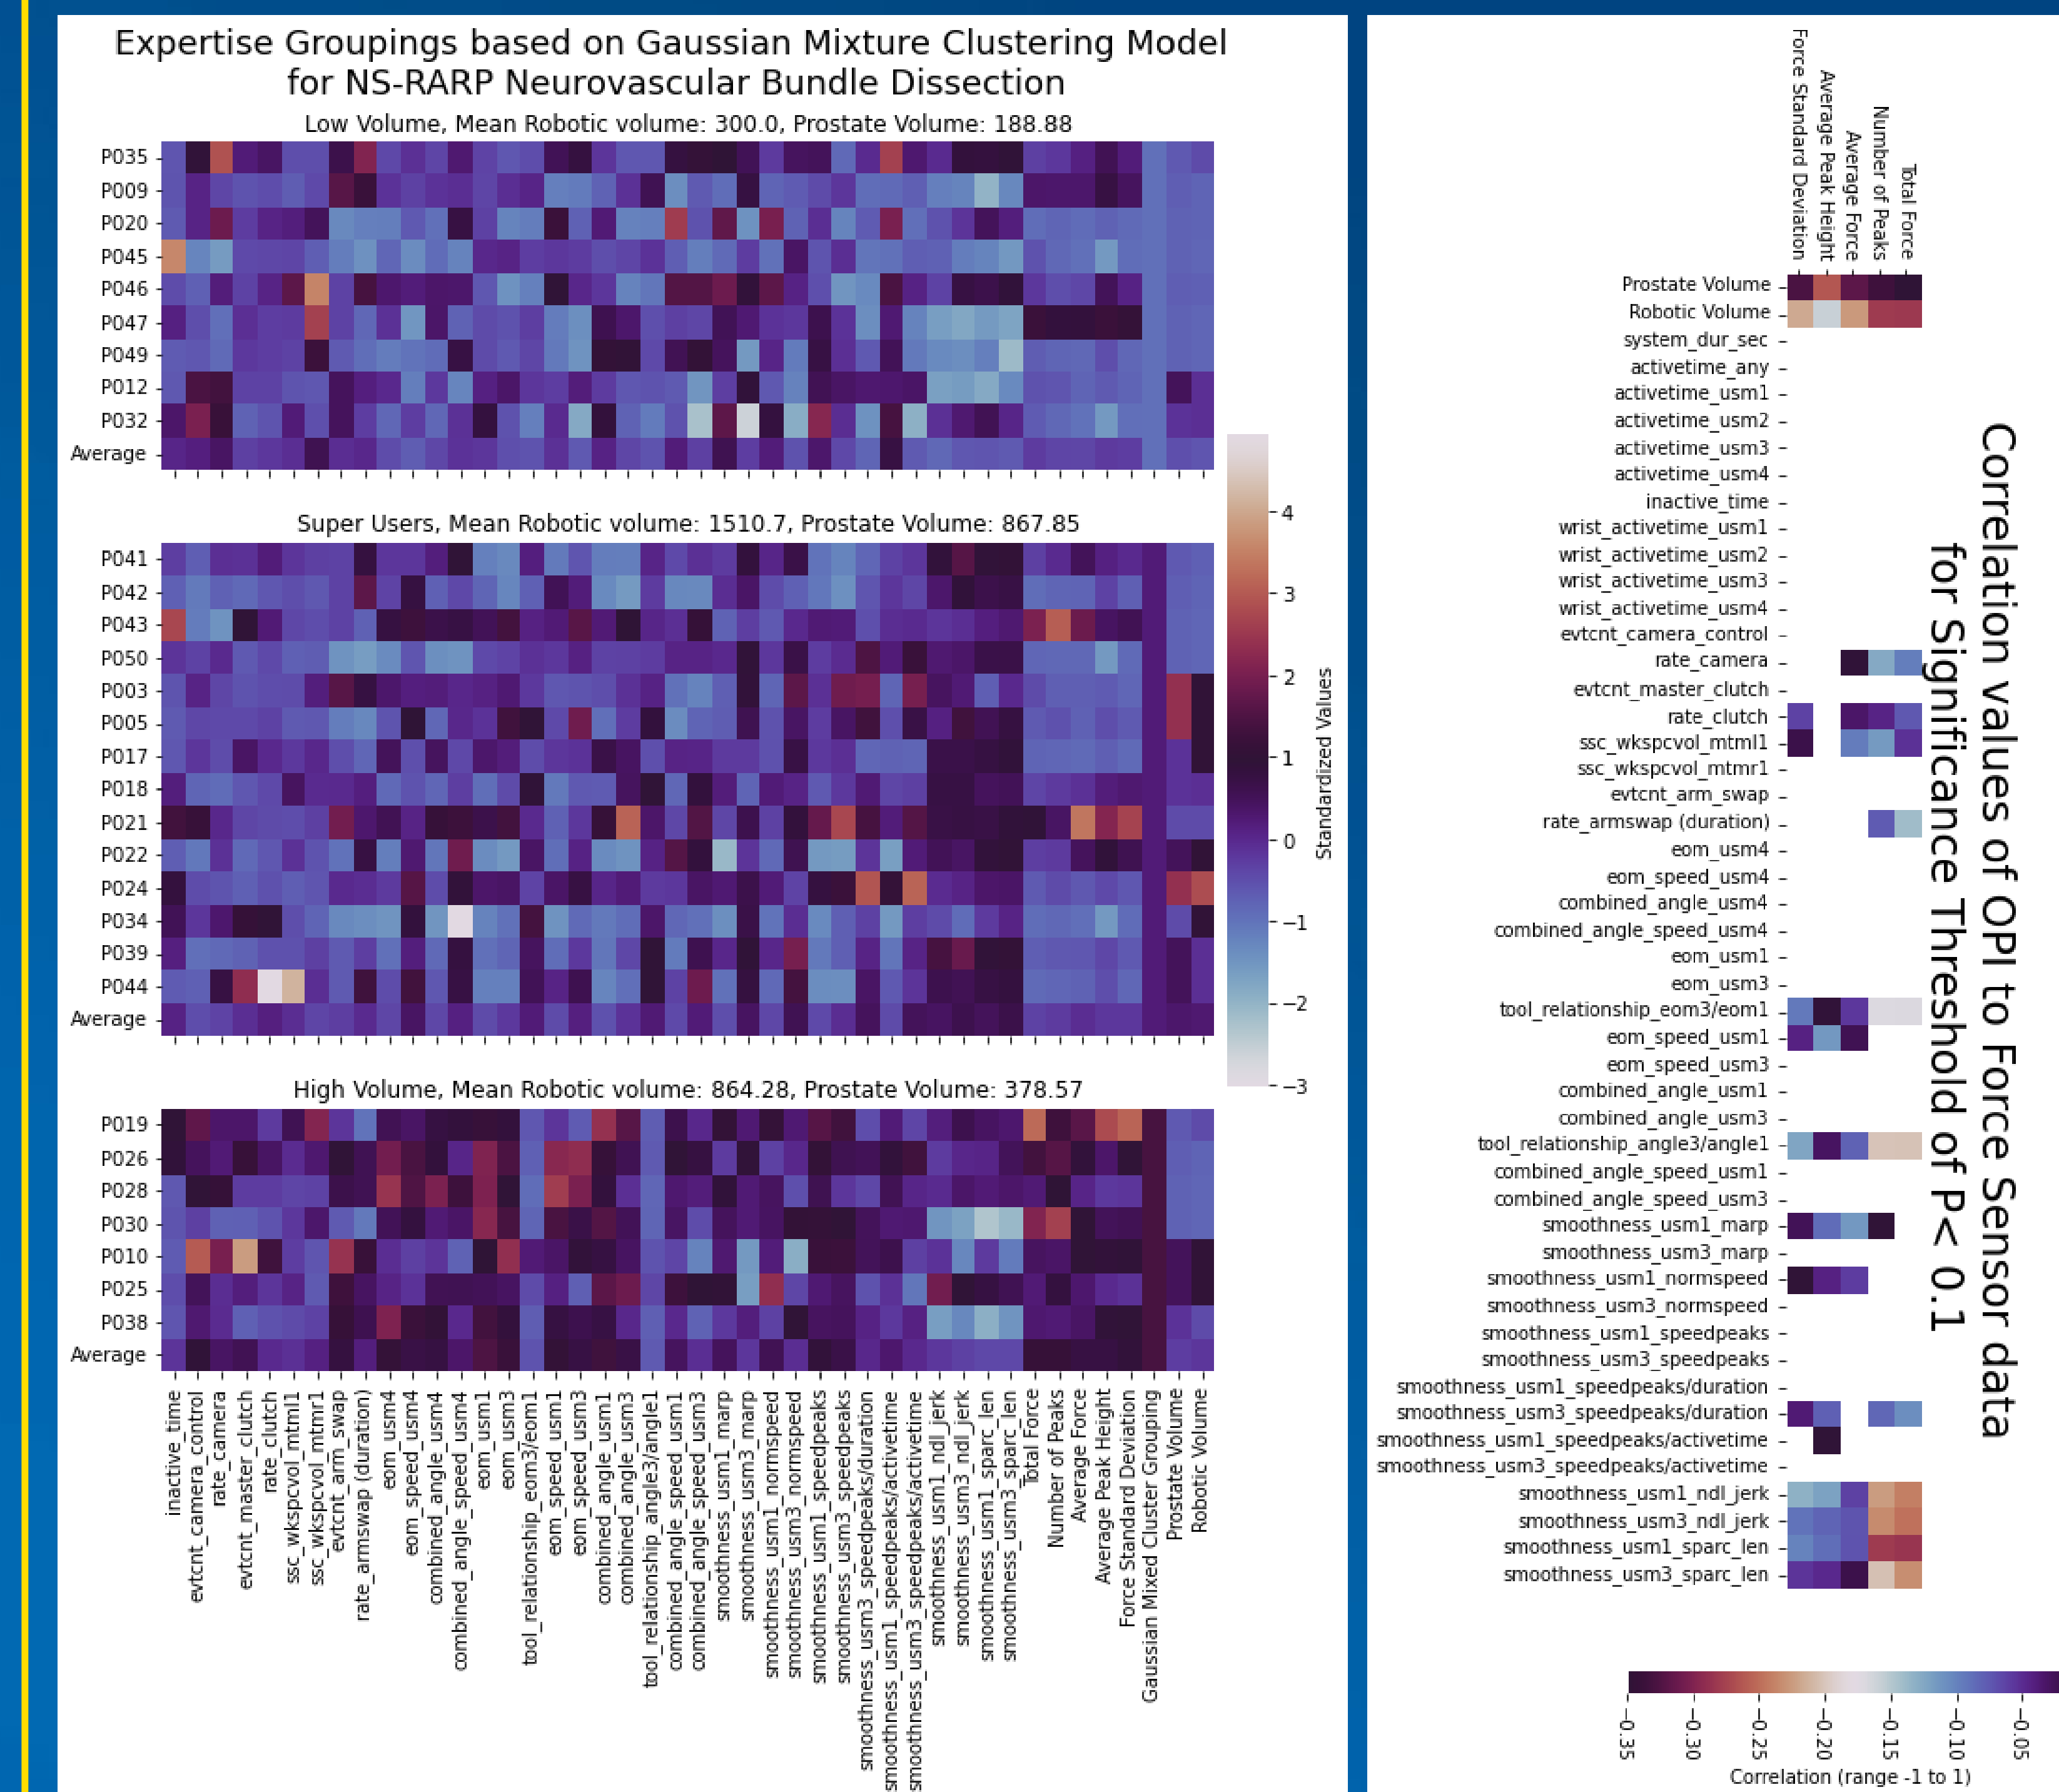 Expertise Groupings based on Gaussian Mixture Clustering Model
for NS-RARP Neurovascular Bundle Dissection
Low Volume, Mean Robotic volume: 300.0, Prostate Volume: 188.88
P035
P009
P020
P045
P046
P047
P049
P012
P032
Average
Super Users, Mean Robotic volume: 1510.7, Prostate Volume: 867.85
P041
P042
P043
P050
P003
P005
P017
P018
P021
P022
P024
P034
P039
P044
Average
High Volume, Mean Robotic volume: 864.28, Prostate Volume: 378.57
P019
P026
P028
P030
P010
P025
P038
Average
inactive_time
evtcnt_camera_control
rate_camera
evtcnt_master_clutch
rate_clutch
ssc_wkspcvol_mtml1
ssc_wkspcvol_mtmr1
evtcnt_arm_swap
rate_armswap (duration)
eom_usm4
eom_speed_usm4
combined_angle_usm4
combined_angle_speed_usm4
eom_usm1
eom_usm3
tool_relationship_eom3/eom1
eom_speed_usm1
eom_speed_usm3
combined_angle_usm1
combined_angle_usm3
tool_relationship_angle3/angle1
combined_angle_speed_usm1
combined_angle_speed_usm3
smoothness_usm1_marp
smoothness_usm3_marp
smoothness_usm1_normspeed
smoothness_usm3_normspeed
smoothness_usm1_speedpeaks
smoothness_usm3_speedpeaks
smoothness_usm3_speedpeaks/duration
smoothness_usm1_speedpeaks/activetime
smoothness_usm3_speedpeaks/activetime
smoothness_usm1_ndl_jerk
smoothness_usm3_ndl_jerk
smoothness_usm1_sparc_len
smoothness_usm3_sparc_len
Total Force
Number of Peaks
Average Force
Average Peak Height
Force Standard Deviation
Gaussian Mixed Cluster Grouping
Prostate Volume
Robotic Volume
4
3
2
1
0
−1
−2
−3
Standardized Values
Correlation values of OPI to Force Sensor data
for Significance Threshold of P< 0.1
Force Standard Deviation
Average Peak Height
Average Force
Number of Peaks
Total Force
Prostate Volume
Robotic Volume
system_dur_sec
activetime_any
activetime_usm1
activetime_usm2
activetime_usm3
activetime_usm4
inactive_time
wrist_activetime_usm1
wrist_activetime_usm2
wrist_activetime_usm3
wrist_activetime_usm4
evtcnt_camera_control
rate_camera
evtcnt_master_clutch
rate_clutch
ssc_wkspcvol_mtml1
ssc_wkspcvol_mtmr1
evtcnt_arm_swap
rate_armswap (duration)
eom_usm4
eom_speed_usm4
combined_angle_usm4
combined_angle_speed_usm4
eom_usm1
eom_usm3
tool_relationship_eom3/eom1
eom_speed_usm1
eom_speed_usm3
combined_angle_usm1
combined_angle_usm3
tool_relationship_angle3/angle1
combined_angle_speed_usm1
combined_angle_speed_usm3
smoothness_usm1_marp
smoothness_usm3_marp
smoothness_usm1_normspeed
smoothness_usm3_normspeed
smoothness_usm1_speedpeaks
smoothness_usm3_speedpeaks
smoothness_usm1_speedpeaks/duration
smoothness_usm3_speedpeaks/duration
smoothness_usm1_speedpeaks/activetime
smoothness_usm3_speedpeaks/activetime
smoothness_usm1_ndl_jerk
smoothness_usm3_ndl_jerk
smoothness_usm1_sparc_len
smoothness_usm3_sparc_len
−0.35
−0.30
−0.25
−0.20
−0.15
−0.10
−0.05
Correlation (range -1 to 1)